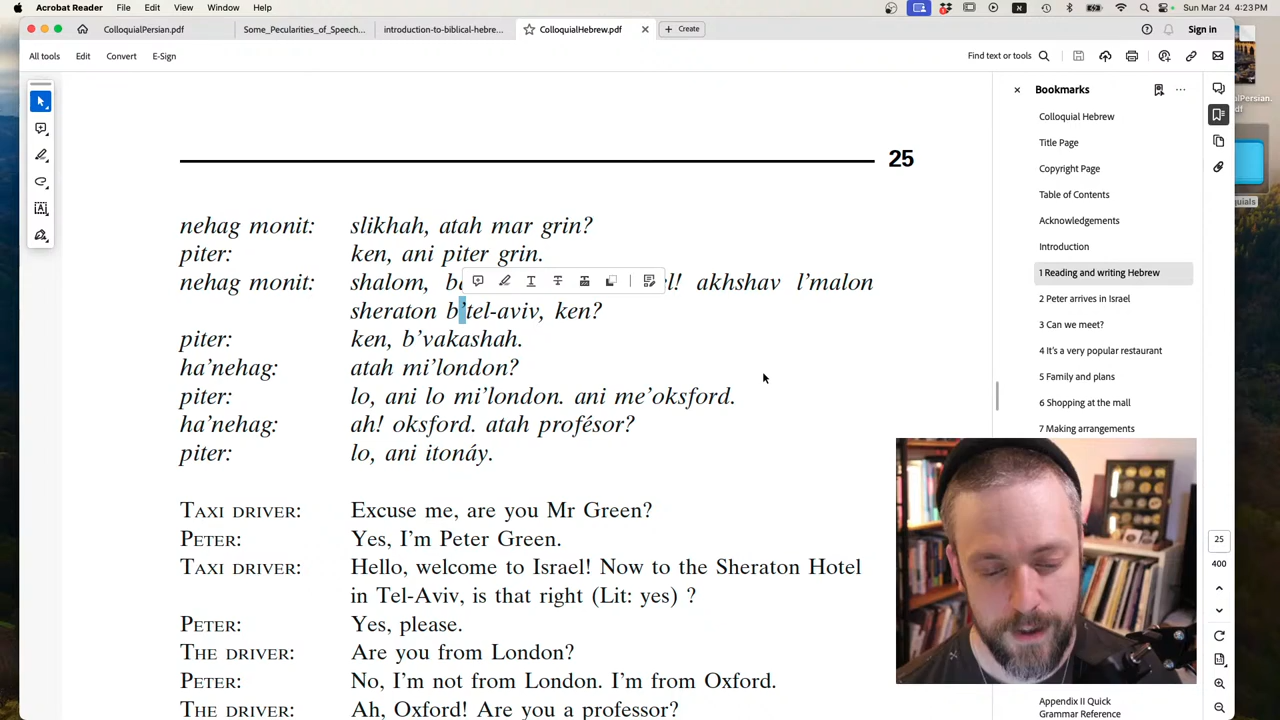 Acrobat Reader File Edit View Window Help
Sun Mar 24 4:23 PM
ColloquialPersian.pdf Some_Pecularities_of_Speech... introduction-to-biblical-hebre... ColloquialHebrew.pdf + Create Sign in
All tools Edit Convert E-Sign Find text or tools
Bookmarks
Colloquial Hebrew
Title Page
Copyright Page
Table of Contents
Acknowledgements
Introduction
1 Reading and writing Hebrew
2 Peter arrives in Israel
3 Can we meet?
4 It's a very popular restaurant
5 Family and plans
6 Shopping at the mall
7 Making arrangements
Appendix II Quick
Grammar Reference
25
400
25
nehag monit: slikhah, atah mar grin?
piter: ken, ani piter grin.
nehag monit: shalom, akhshav l'malon
sheraton b'tel-aviv, ken?
piter: ken, b'vakashah.
ha'nehag: atah mi'london?
piter: lo, ani lo mi'london. ani me'oksford.
ha'nehag: ah! oksford. atah profésor?
piter: lo, ani itonáy.
TAXI DRIVER: Excuse me, are you Mr Green?
PETER: Yes, I'm Peter Green.
TAXI DRIVER: Hello, welcome to Israel! Now to the Sheraton Hotel
in Tel-Aviv, is that right (Lit: yes) ?
PETER: Yes, please.
THE DRIVER: Are you from London?
PETER: No, I'm not from London. I'm from Oxford.
THE DRIVER: Ah, Oxford! Are you a professor?